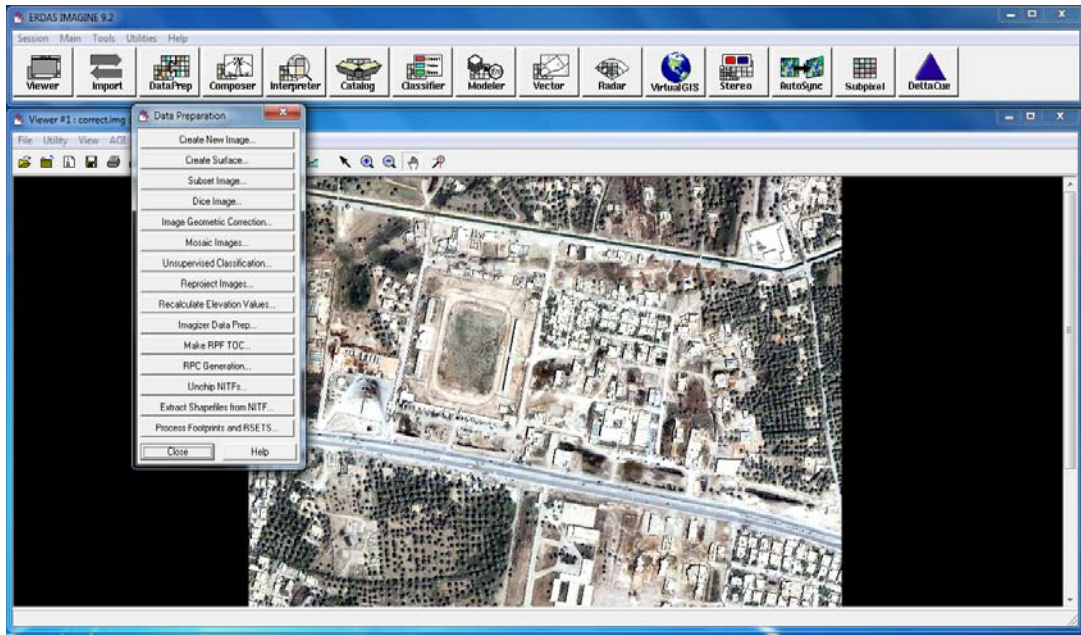 ERDAS IMAGINE 9.2
Session Main Tools Utilities Help
Viewer Import DataPrep Composer Interpreter Catalog Classifier Modeler Vector Radar VirtualGIS Stereo AutoSync Subpixel DeltaCue
Viewer #1 : correct.img
File Utility View AOI
Data Preparation
Create New Image...
Create Surface...
Subset Image...
Dice Image...
Image Geometric Correction...
Mosaic Images...
Unsupervised Classification...
Reproject Images...
Recalculate Elevation Values...
Imagizer Data Prep...
Make RPF TOC...
RPC Generation...
Unchip NITFs...
Extract Shapefiles from NITF...
Process Footprints and RSETS...
Close Help